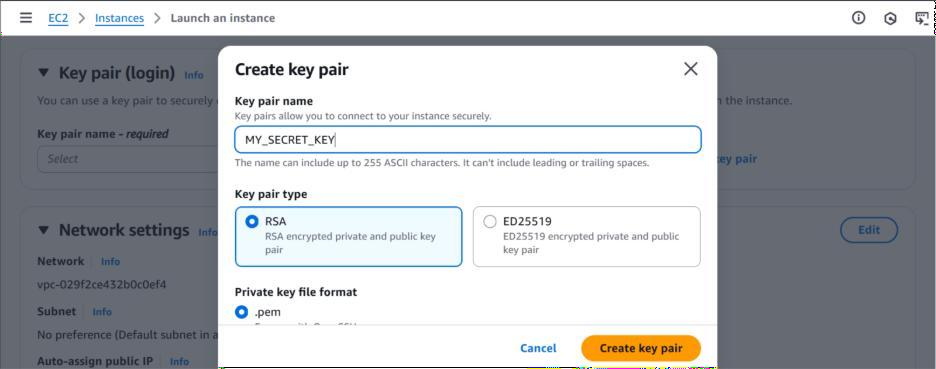 EC2 > Instances > Launch an instance
Create key pair
Key pair (login) Info
Key pair name
You can use a key pair to securely
n the instance.
Key pairs allow you to connect to your instance securely.
Key pair name - required
MY_SECRET_KEY
Select
The name can include up to 255 ASCII characters. It can't include leading or trailing spaces.
key pair
Key pair type
RSA
ED25519
RSA encrypted private and public key
ED25519 encrypted private and public
pair
key pair
Network settings Info
Edit
Network Info
vpc-029f2ce432b0c0ef4
Private key file format
Subnet Info
.pem
No preference (Default subnet in a
Cancel
Create key pair
Auto-assign public IP Info